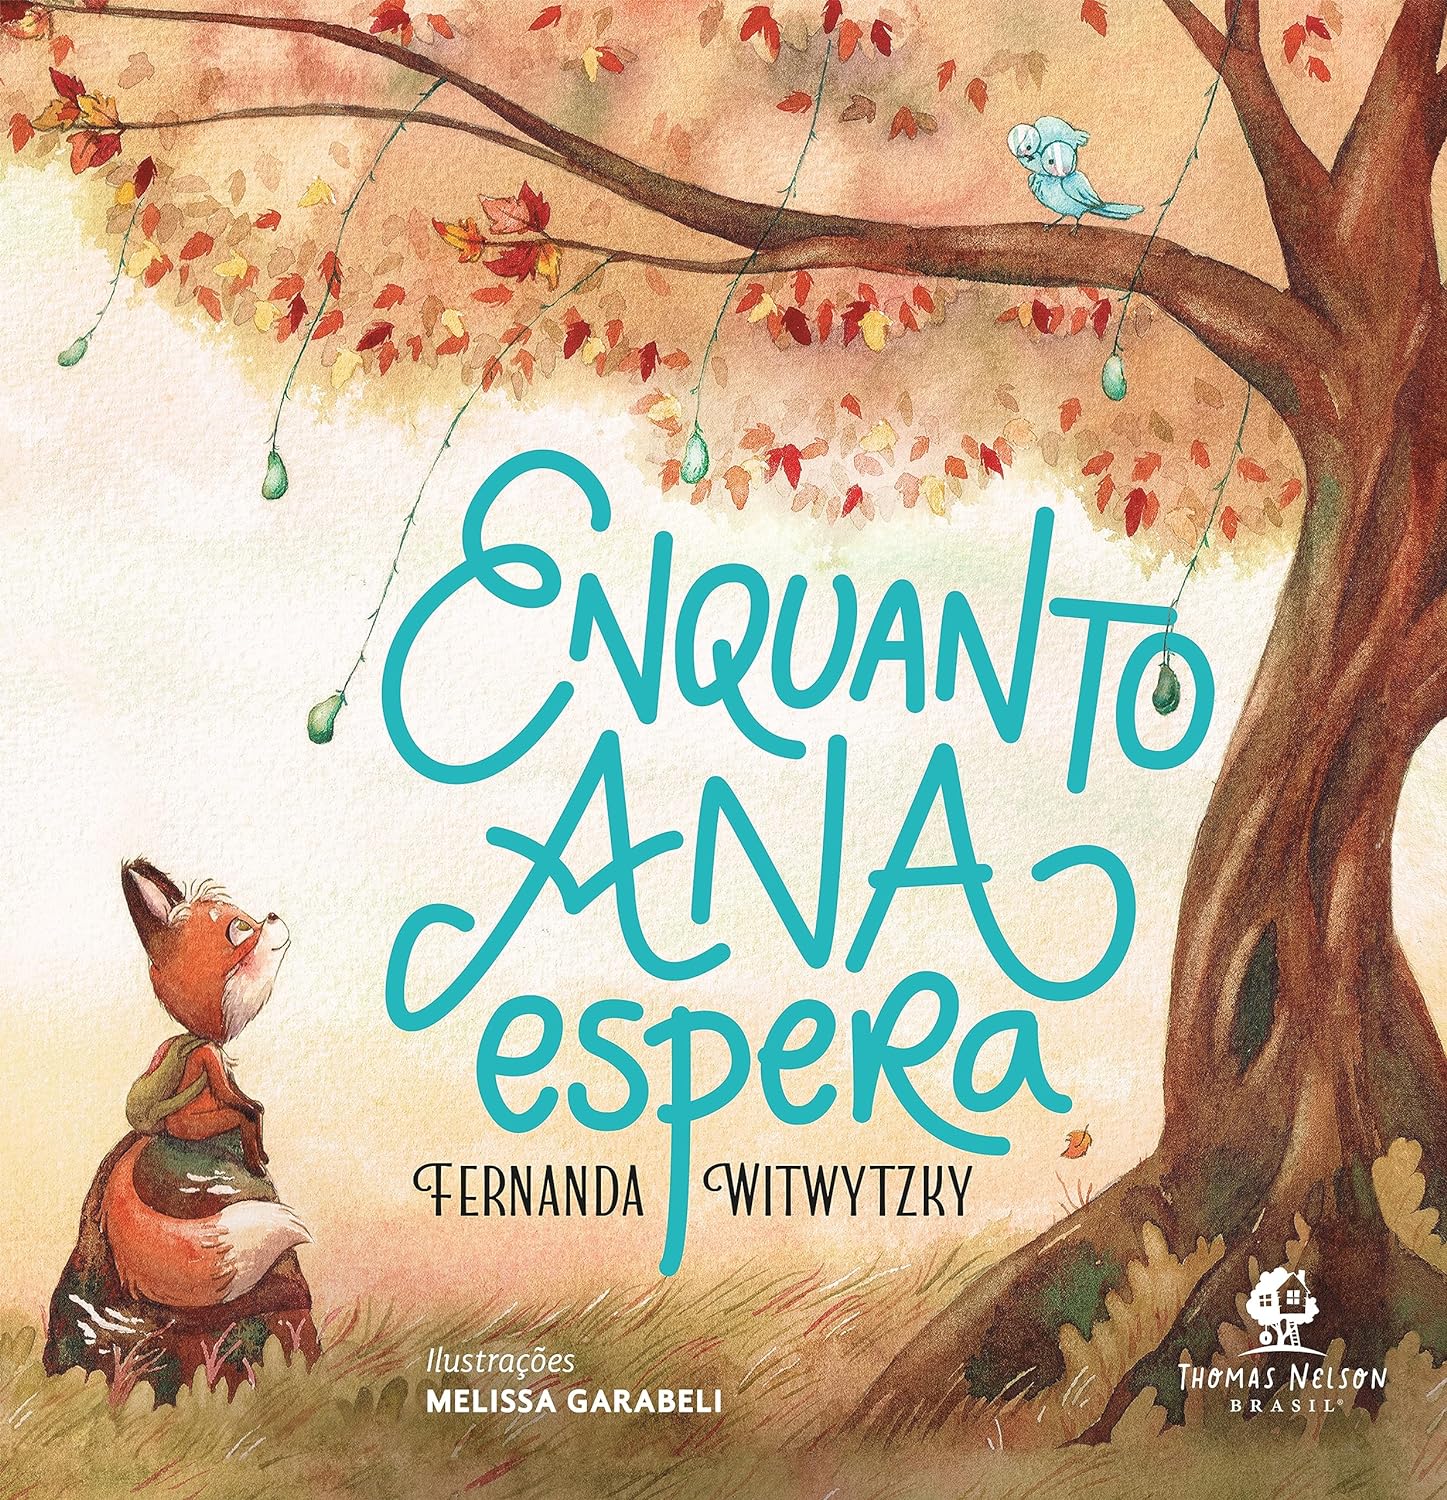 Enquanto
Ana
espera
Fernanda Witwytzky
Ilustrações
MELISSA GARABELI
Thomas Nelson
BRASIL®